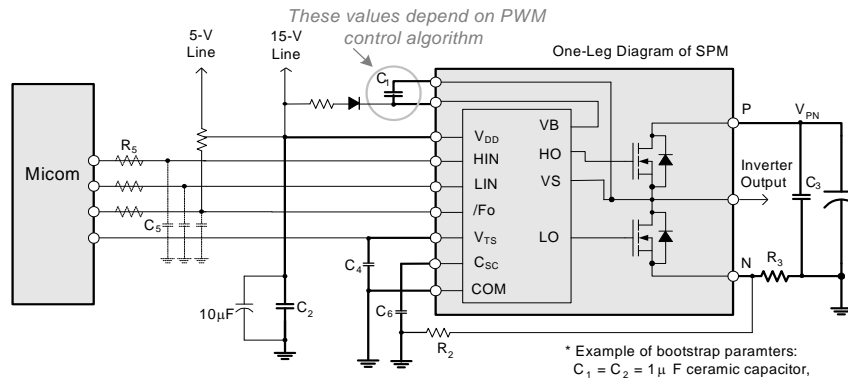 These values depend on PWM
control algorithm
5-V
Line
15-V
Line
One-Leg Diagram of SPM
C1
P
VPN
Micom
R5
VDD
HIN
LIN
/Fo
VTS
CSC
COM
VB
HO
VS
LO
Inverter
Output
C3
C5
C4
N
R3
10μF
C2
C6
R2
* Example of bootstrap paramters:
C1 = C2 = 1μ F ceramic capacitor,